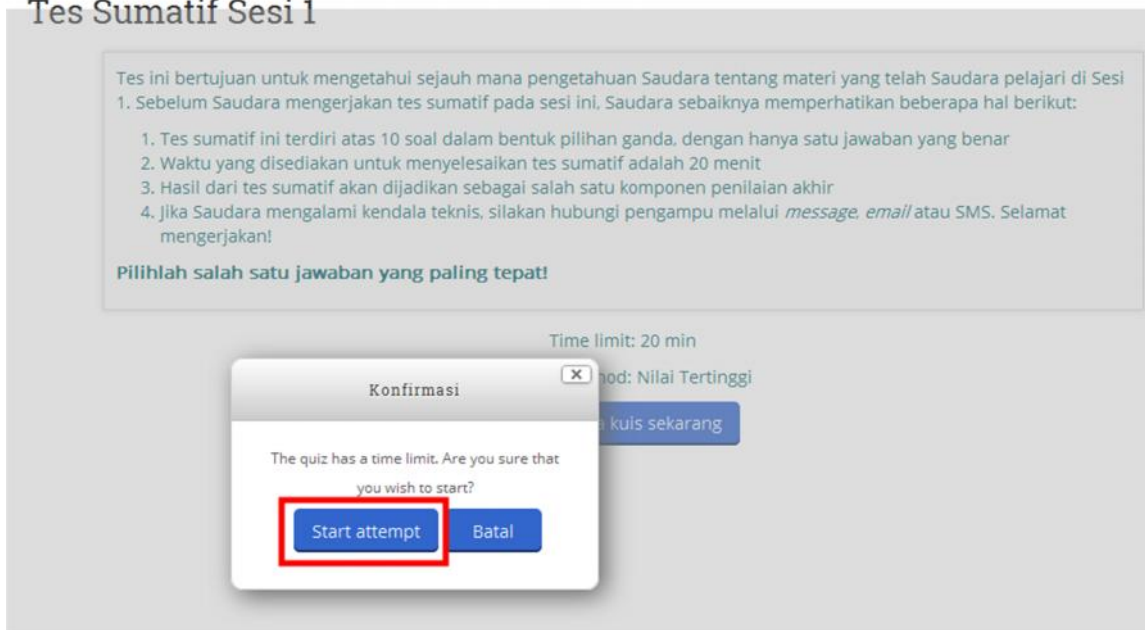 Tes Sumatif Sesi 1
Tes ini bertujuan untuk mengetahui sejauh mana pengetahuan Saudara tentang materi yang telah Saudara pelajari di Sesi
1. Sebelum Saudara mengerjakan tes sumatif pada sesi ini, Saudara sebaiknya memperhatikan beberapa hal berikut:
1. Tes sumatif ini terdiri atas 10 soal dalam bentuk pilihan ganda, dengan hanya satu jawaban yang benar
2. Waktu yang disediakan untuk menyelesaikan tes sumatif adalah 20 menit
3. Hasil dari tes sumatif akan dijadikan sebagai salah satu komponen penilaian akhir
4. Jika Saudara mengalami kendala teknis, silakan hubungi pengampu melalui message, email atau SMS. Selamat
mengerjakan!
Pilihlah salah satu jawaban yang paling tepat!
Time limit: 20 min
Nilai Tertinggi
kuis sekarang
Konfirmasi
The quiz has a time limit. Are you sure that
you wish to start?
Start attempt Batal